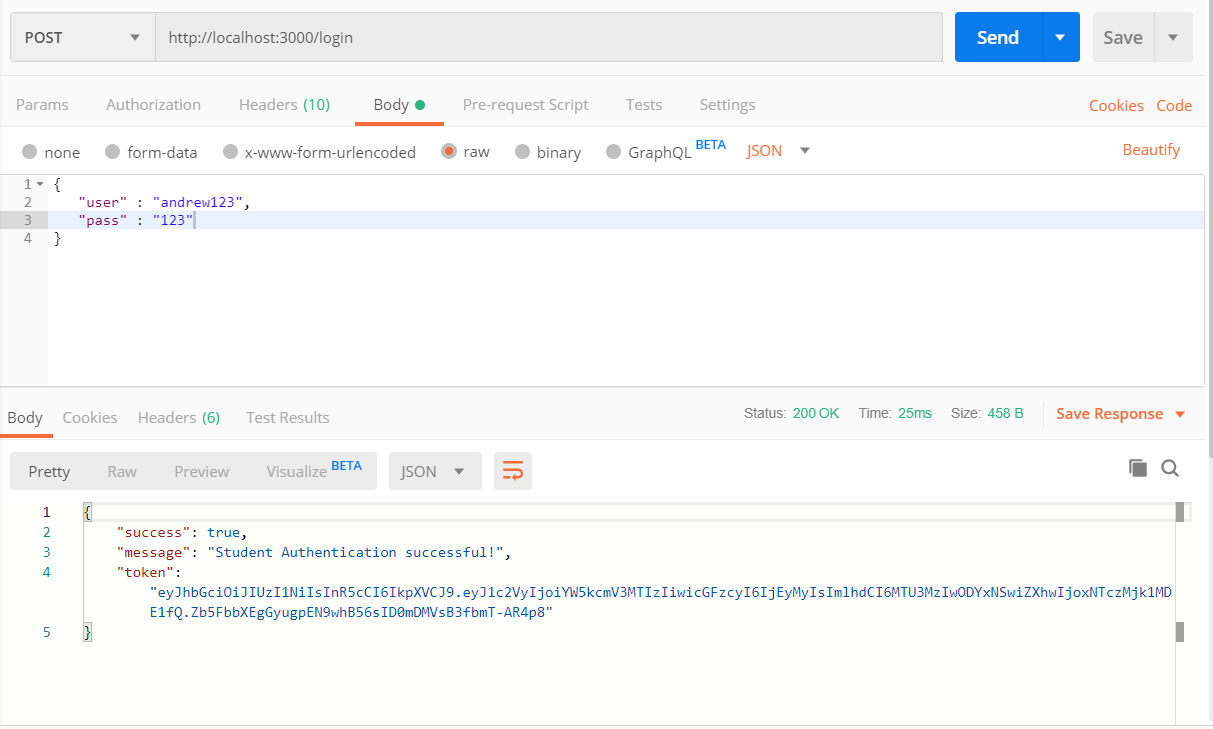 POST http://localhost:3000/login Send Save
Params Authorization Headers (10) Body Pre-request Script Tests Settings Cookies Code
none form-data x-www-form-urlencoded raw binary GraphQL BETA JSON Beautify
1 {
2 "user" : "andrew123",
3 "pass" : "123"
4 }
Body Cookies Headers (6) Test Results Status: 200 OK Time: 25ms Size: 458 B Save Response
Pretty Raw Preview Visualize BETA JSON
1 {
2 "success": true,
3 "message": "Student Authentication successful!",
4 "token":
"eyJhbGciOiJIUzI1NiIsInR5cCI6IkpXVCJ9.eyJ1c2VyIjoiYW5kcmV3MTIzIiwicGFzcyI6IjEyMyIsImlhdCI6MTU3MzIwODYxNSwiZXhwIjoxNTczMjk1MD
E1fQ.Zb5FbbXEgGyugpEN9whB56sID0mDMVsB3fbmT-AR4p8"
5 }